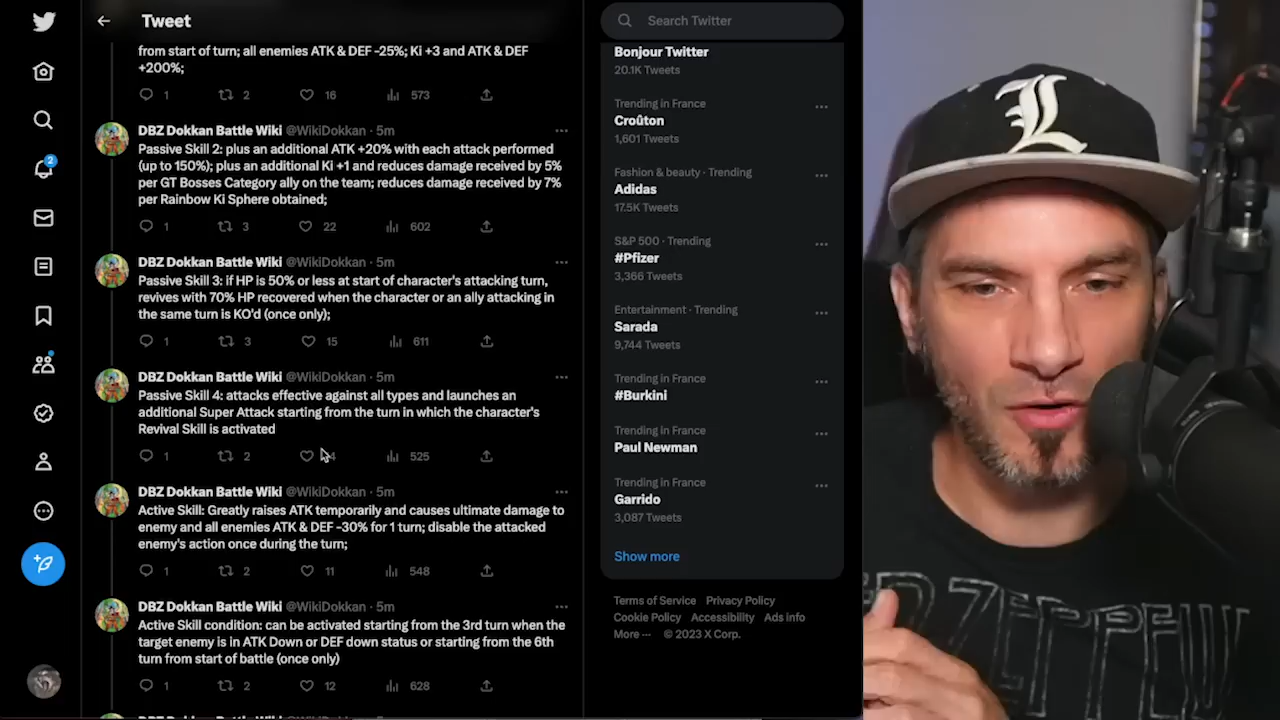 Tweet
from start of turn; all enemies ATK & DEF -25%; Ki +3 and ATK & DEF
+200%;
1 2 16 573
DBZ Dokkan Battle Wiki @WikiDokkan · 5m
Passive Skill 2: plus an additional ATK +20% with each attack performed
(up to 150%); plus an additional Ki +1 and reduces damage received by 5%
per GT Bosses Category ally on the team; reduces damage received by 7%
per Rainbow Ki Sphere obtained;
1 3 22 602
DBZ Dokkan Battle Wiki @WikiDokkan · 5m
Passive Skill 3: if HP is 50% or less at start of character's attacking turn,
revives with 70% HP recovered when the character or an ally attacking in
the same turn is KO'd (once only);
1 3 15 611
DBZ Dokkan Battle Wiki @WikiDokkan · 5m
Passive Skill 4: attacks effective against all types and launches an
additional Super Attack starting from the turn in which the character's
Revival Skill is activated
1 2 525
DBZ Dokkan Battle Wiki @WikiDokkan · 5m
Active Skill: Greatly raises ATK temporarily and causes ultimate damage to
enemy and all enemies ATK & DEF -30% for 1 turn; disable the attacked
enemy's action once during the turn;
1 2 11 548
DBZ Dokkan Battle Wiki @WikiDokkan · 5m
Active Skill condition: can be activated starting from the 3rd turn when the
target enemy is in ATK Down or DEF down status or starting from the 6th
turn from start of battle (once only)
1 2 12 628
2
Search Twitter
Bonjour Twitter
20.1K Tweets
Trending in France
Croûton
1,601 Tweets
Fashion & beauty · Trending
Adidas
17.5K Tweets
S&P 500 · Trending
#Pfizer
3,366 Tweets
Entertainment · Trending
Sarada
9,744 Tweets
Trending in France
#Burkini
Trending in France
Paul Newman
Trending in France
Garrido
3,087 Tweets
Show more
Terms of Service Privacy Policy
Cookie Policy Accessibility Ads info
More ··· © 2023 X Corp.
L